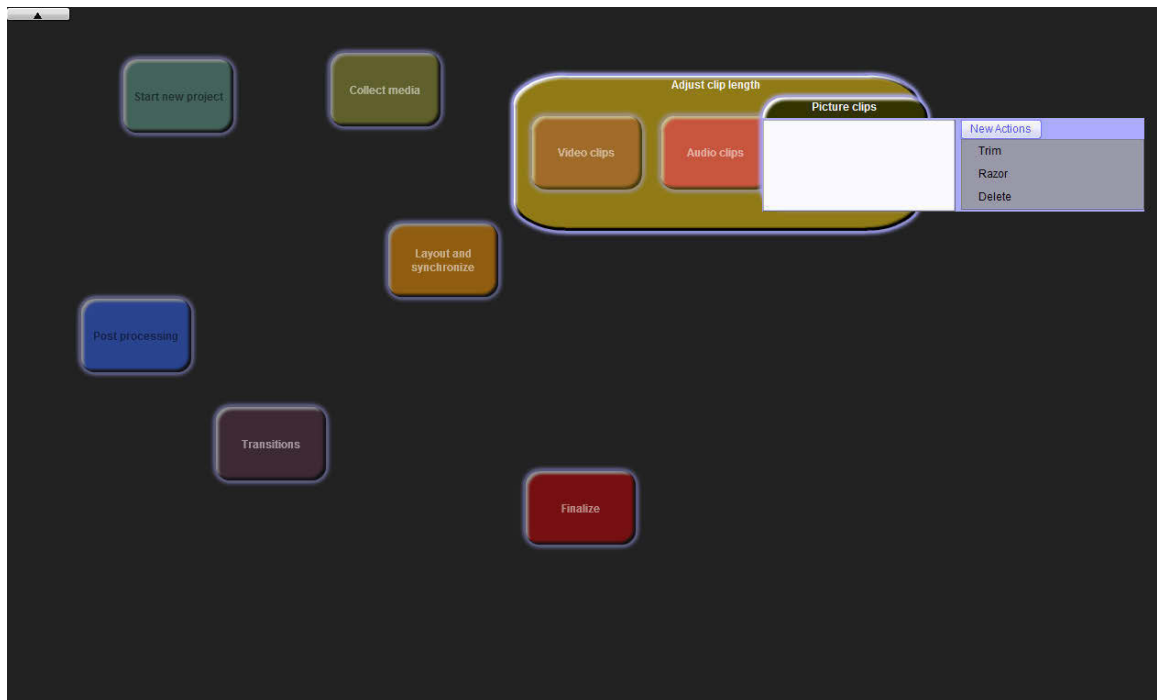 Start new project
Collect media
Adjust clip length
Video clips
Audio clips
Picture clips
New Actions
Trim
Razor
Delete
Layout and
synchronize
Post processing
Transitions
Finalize